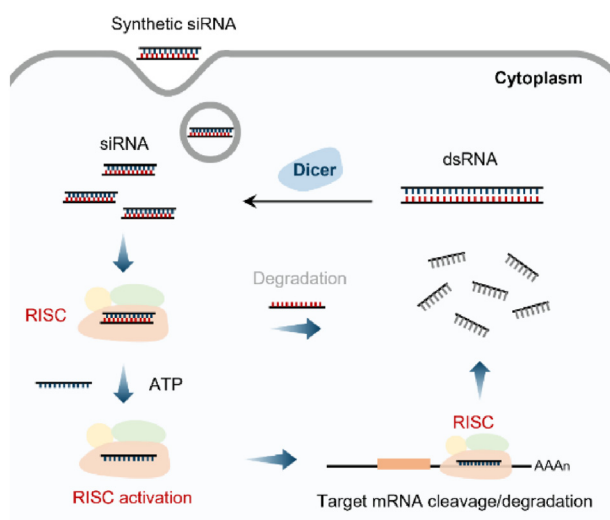 Synthetic siRNA
Cytoplasm
siRNA
Dicer
dsRNA
Degradation
RISC
ATP
RISC
RISC activation
AAAn
Target mRNA cleavage/degradation